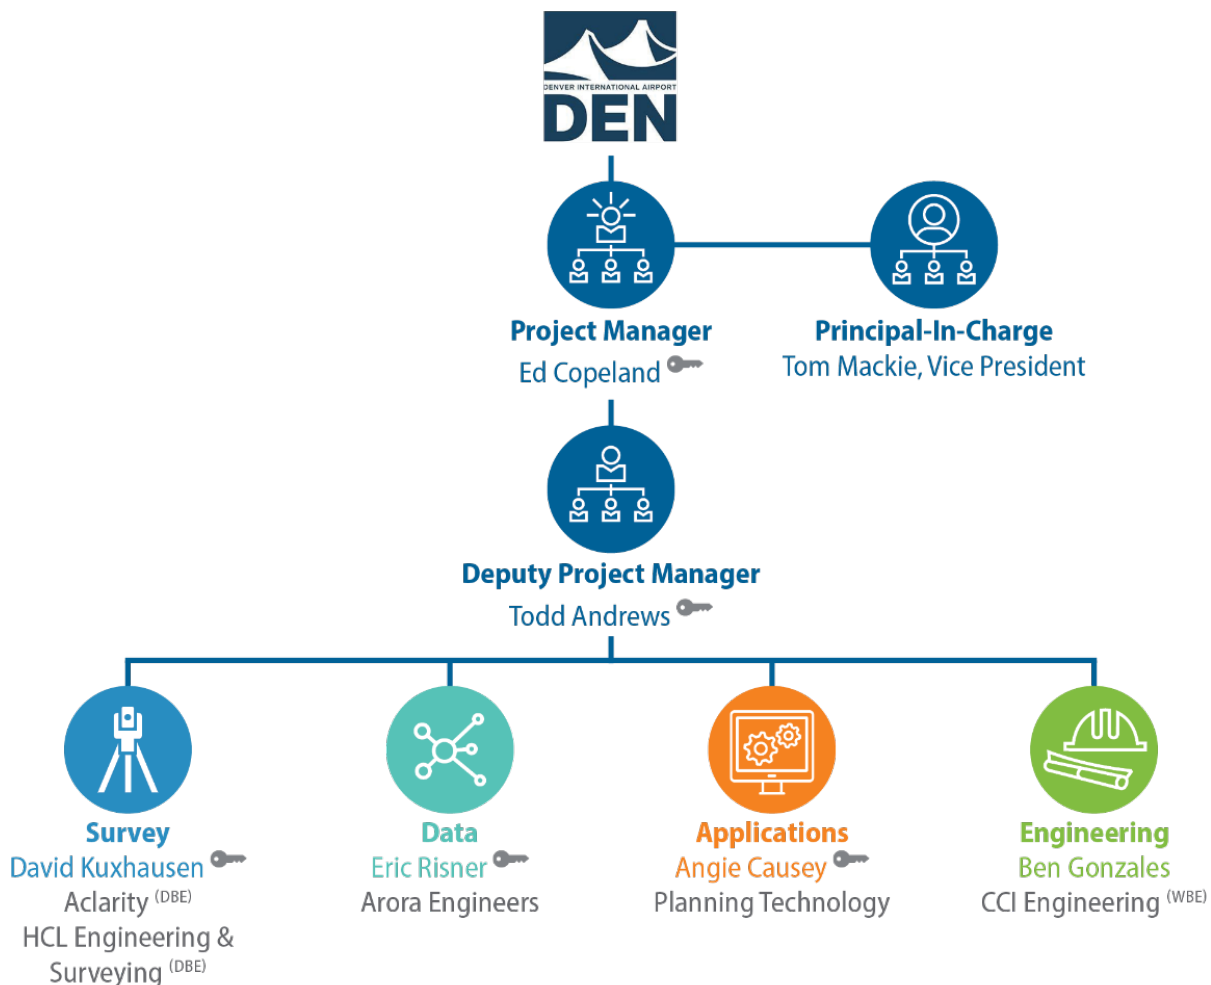 DENVER INTERNATIONAL AIRPORT
DEN
Project Manager
Ed Copeland
Principal-In-Charge
Tom Mackie, Vice President
Deputy Project Manager
Todd Andrews
Survey
David Kuxhausen
Aclarity (DBE)
HCL Engineering &
Surveying (DBE)
Data
Eric Risner
Arora Engineers
Applications
Angie Causey
Planning Technology
Engineering
Ben Gonzales
CCI Engineering (WBE)